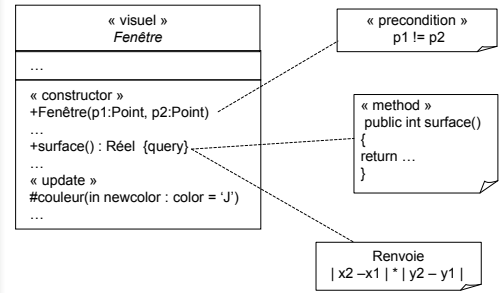 « visuel »
Fenêtre
…
« constructor »
+Fenêtre(p1:Point, p2:Point)
…
+surface() : Réel {query}
…
« update »
#couleur(in newcolor : color = ‘J’)
…
« precondition »
p1 != p2
« method »
public int surface()
{
return …
}
Renvoie
| x2 –x1 | * | y2 – y1 |